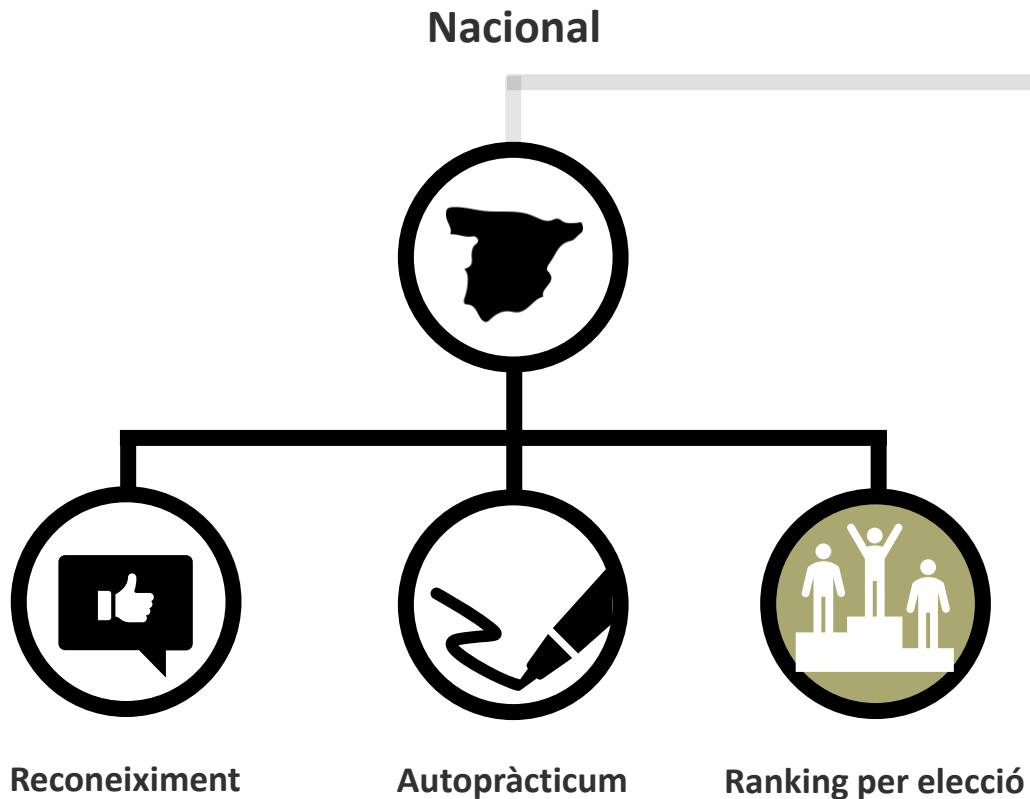 Nacional
Reconeiximent
Autopràcticum
Ranking per elecció